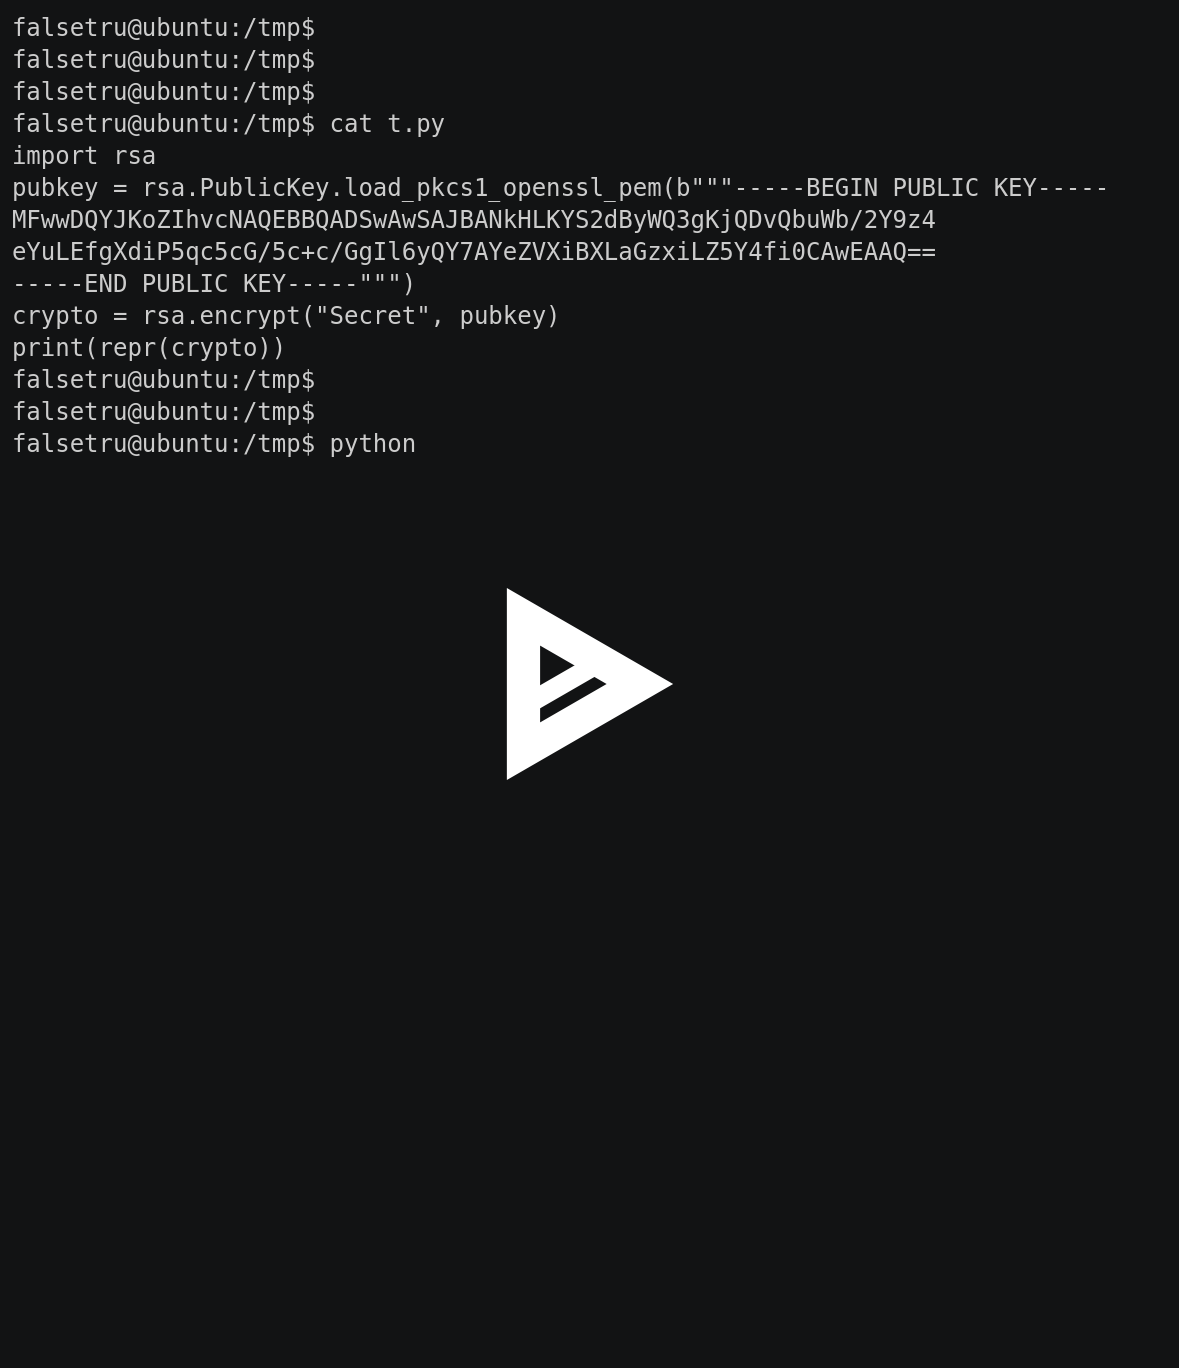 falsetru@ubuntu:/tmp$
falsetru@ubuntu:/tmp$
falsetru@ubuntu:/tmp$
falsetru@ubuntu:/tmp$ cat t.py
import rsa
pubkey = rsa.PublicKey.load_pkcs1_openssl_pem(b"""-----BEGIN PUBLIC KEY-----
MFwwDQYJKoZIhvcNAQEBBQADSwAwSAJBANkHLKYS2dByWQ3gKjQDvQbuWb/2Y9z4
eYuLEfgXdiP5qc5cG/5c+c/GgIl6yQY7AYeZVXiBXLaGzxiLZ5Y4fi0CAwEAAQ==
-----END PUBLIC KEY-----""")
crypto = rsa.encrypt("Secret", pubkey)
print(repr(crypto))
falsetru@ubuntu:/tmp$
falsetru@ubuntu:/tmp$
falsetru@ubuntu:/tmp$ python